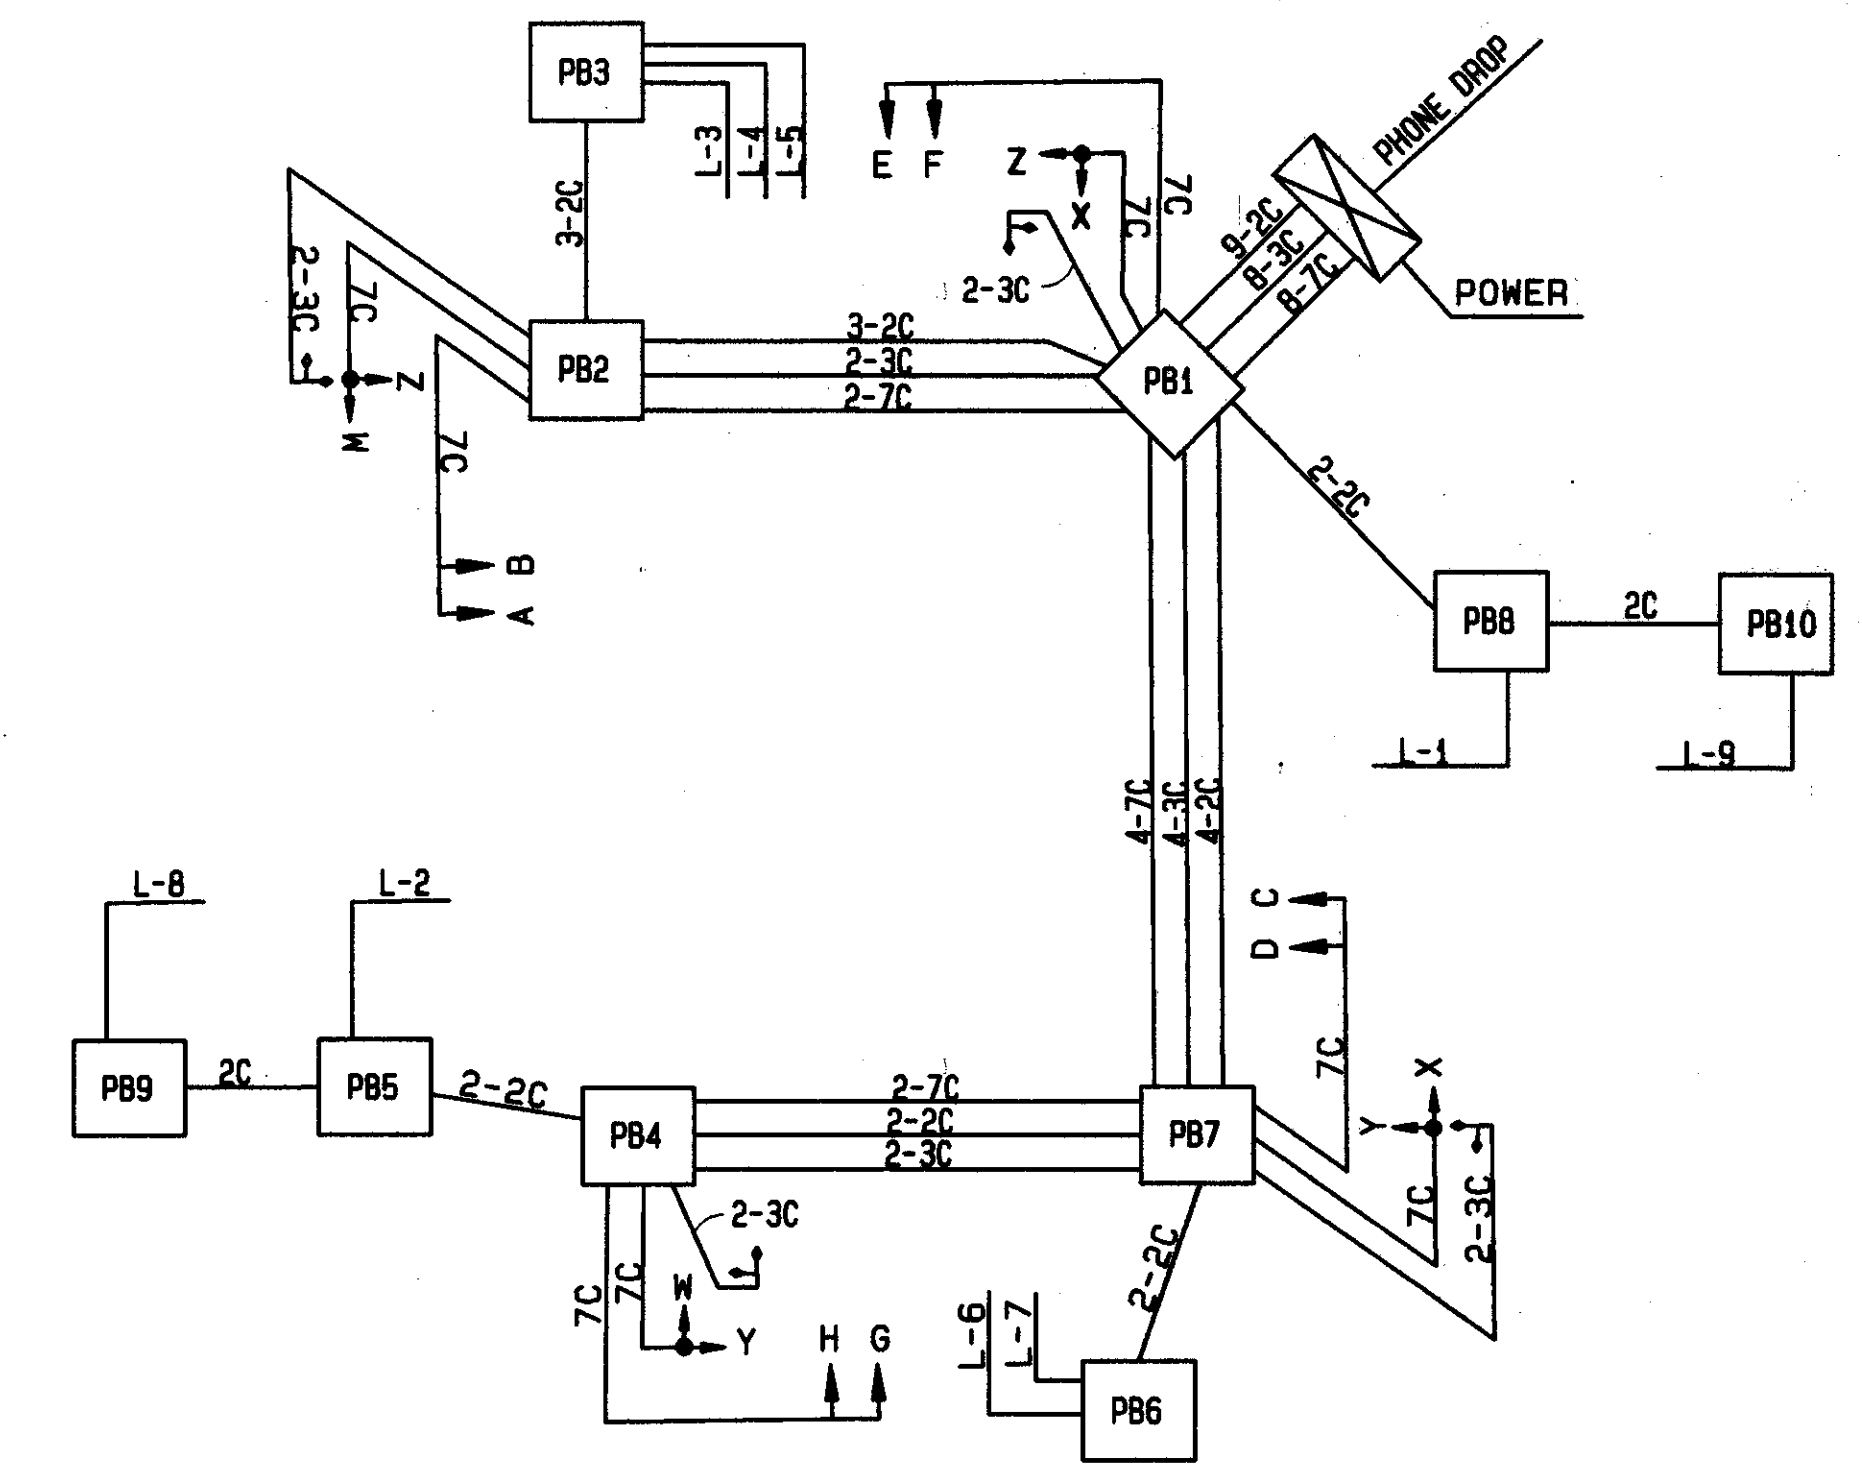 PB3
L-3
L-4
L-5
E
F
Z
X
7C
7C
PHONE DROP
9-2C
8-3C
8-7C
POWER
3-2C
2-3C
2-3C
7C
Z
W
7C
B
A
PB2
3-2C
2-3C
2-7C
PB1
2-2C
PB8
2C
PB10
L-1
L-9
4-7C
4-3C
4-2C
L-8
L-2
C
D
7C
X
Y
7C
2-3C
PB9
2C
PB5
2-2C
PB4
2-7C
2-2C
2-3C
PB7
2-3C
7C
7C
W
Y
H
G
2-2C
L-6
L-7
PB6